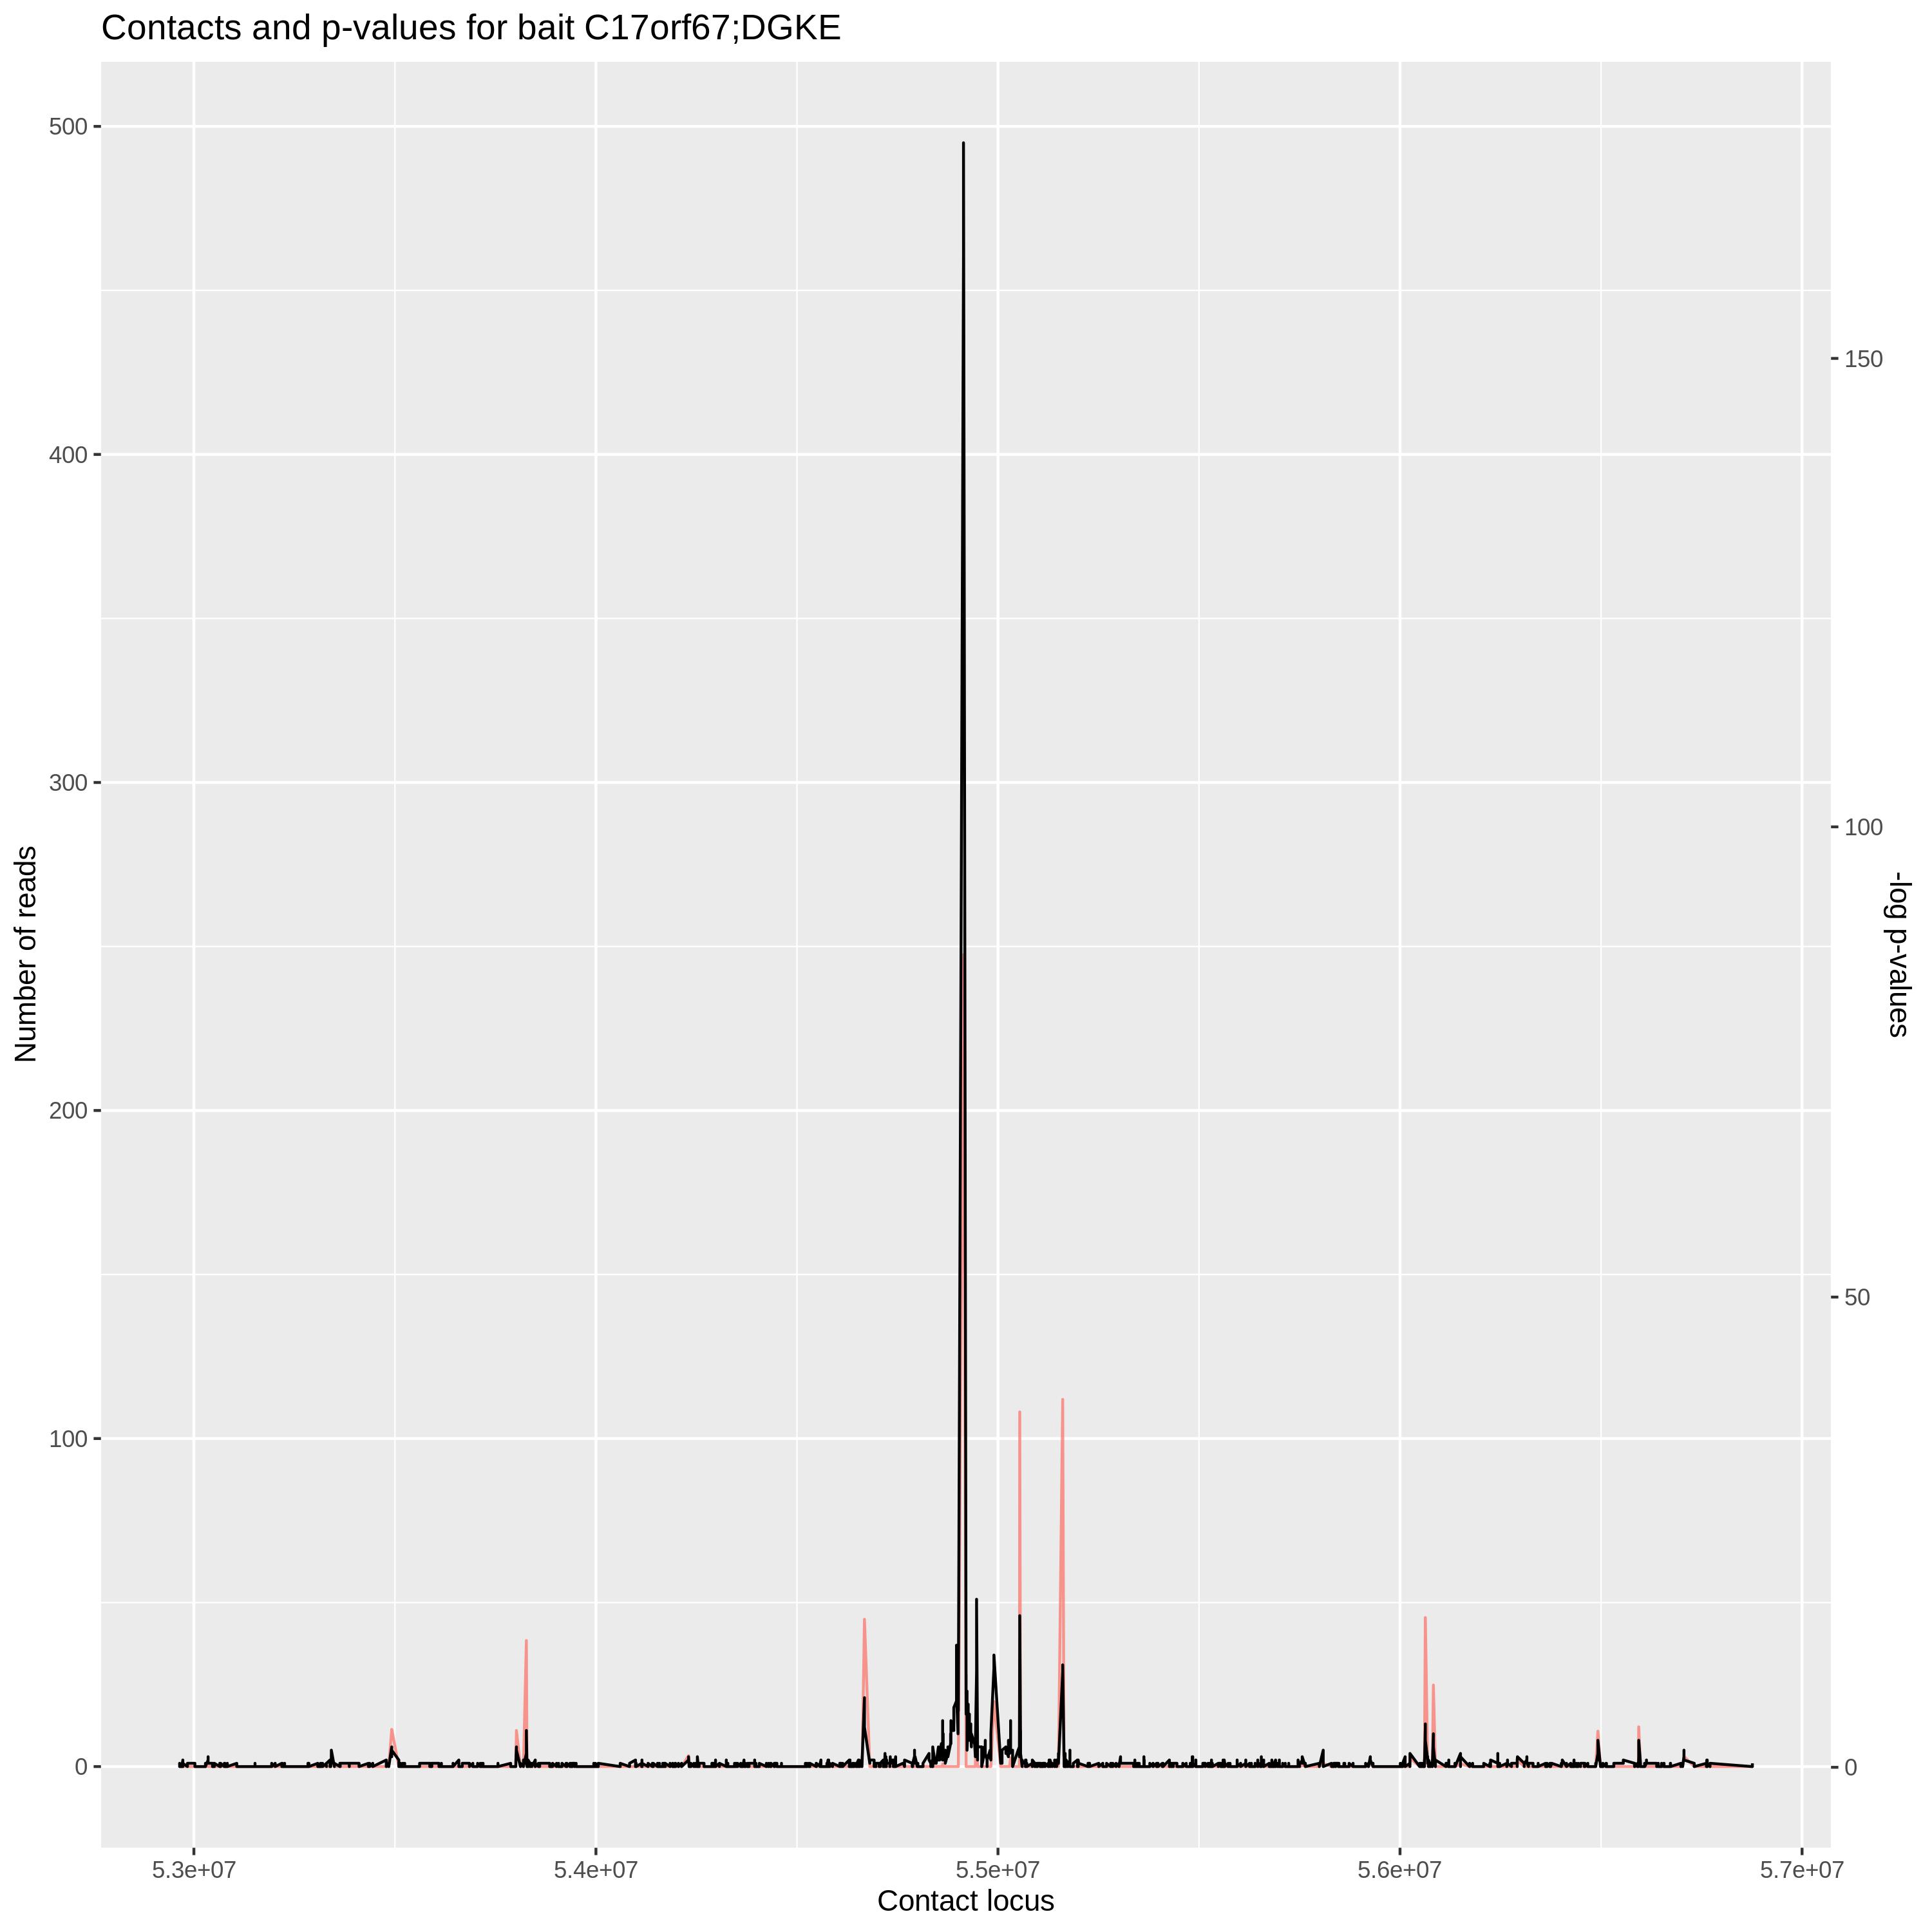 Contacts and p-values for bait C17orf67;DGKE
500
400
300
200
100
0
Number of reads
150
100
50
0
-log p-values
5.3e+07
5.4e+07
5.5e+07
5.6e+07
5.7e+07
Contact locus